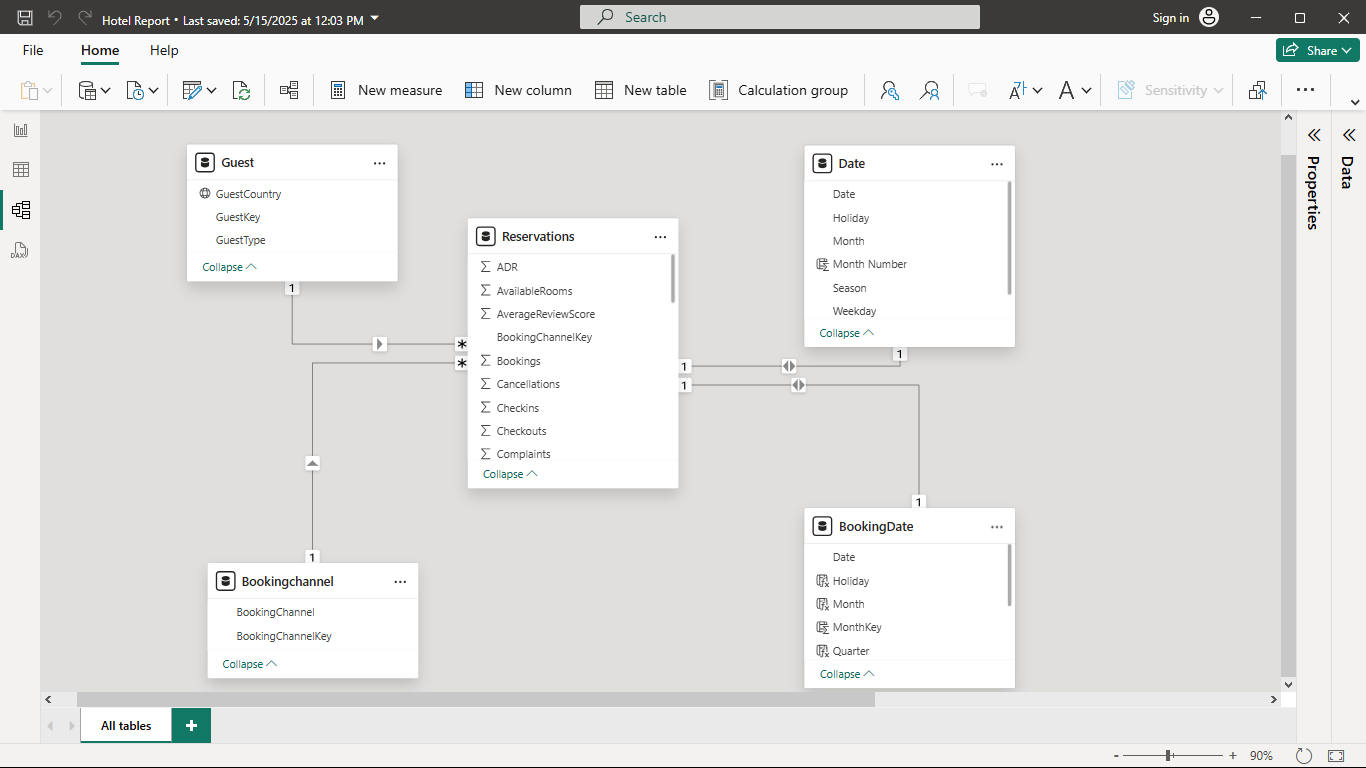 Hotel Report • Last saved: 5/15/2025 at 12:03 PM
Search
Sign in
File
Home
Help
Share
New measure
New column
New table
Calculation group
Sensitivity
Guest
GuestCountry
GuestKey
GuestType
Collapse
1
*
Reservations
ADR
AvailableRooms
AverageReviewScore
BookingChannelKey
Bookings
Cancellations
Checkins
Checkouts
Complaints
Collapse
Date
Date
Holiday
Month
Month Number
Season
Weekday
Collapse
1
1
*
1
1
1
Bookingchannel
BookingChannel
BookingChannelKey
Collapse
BookingDate
Date
Holiday
Month
MonthKey
Quarter
Collapse
Properties
Data
DAX
All tables
+
- + 90%